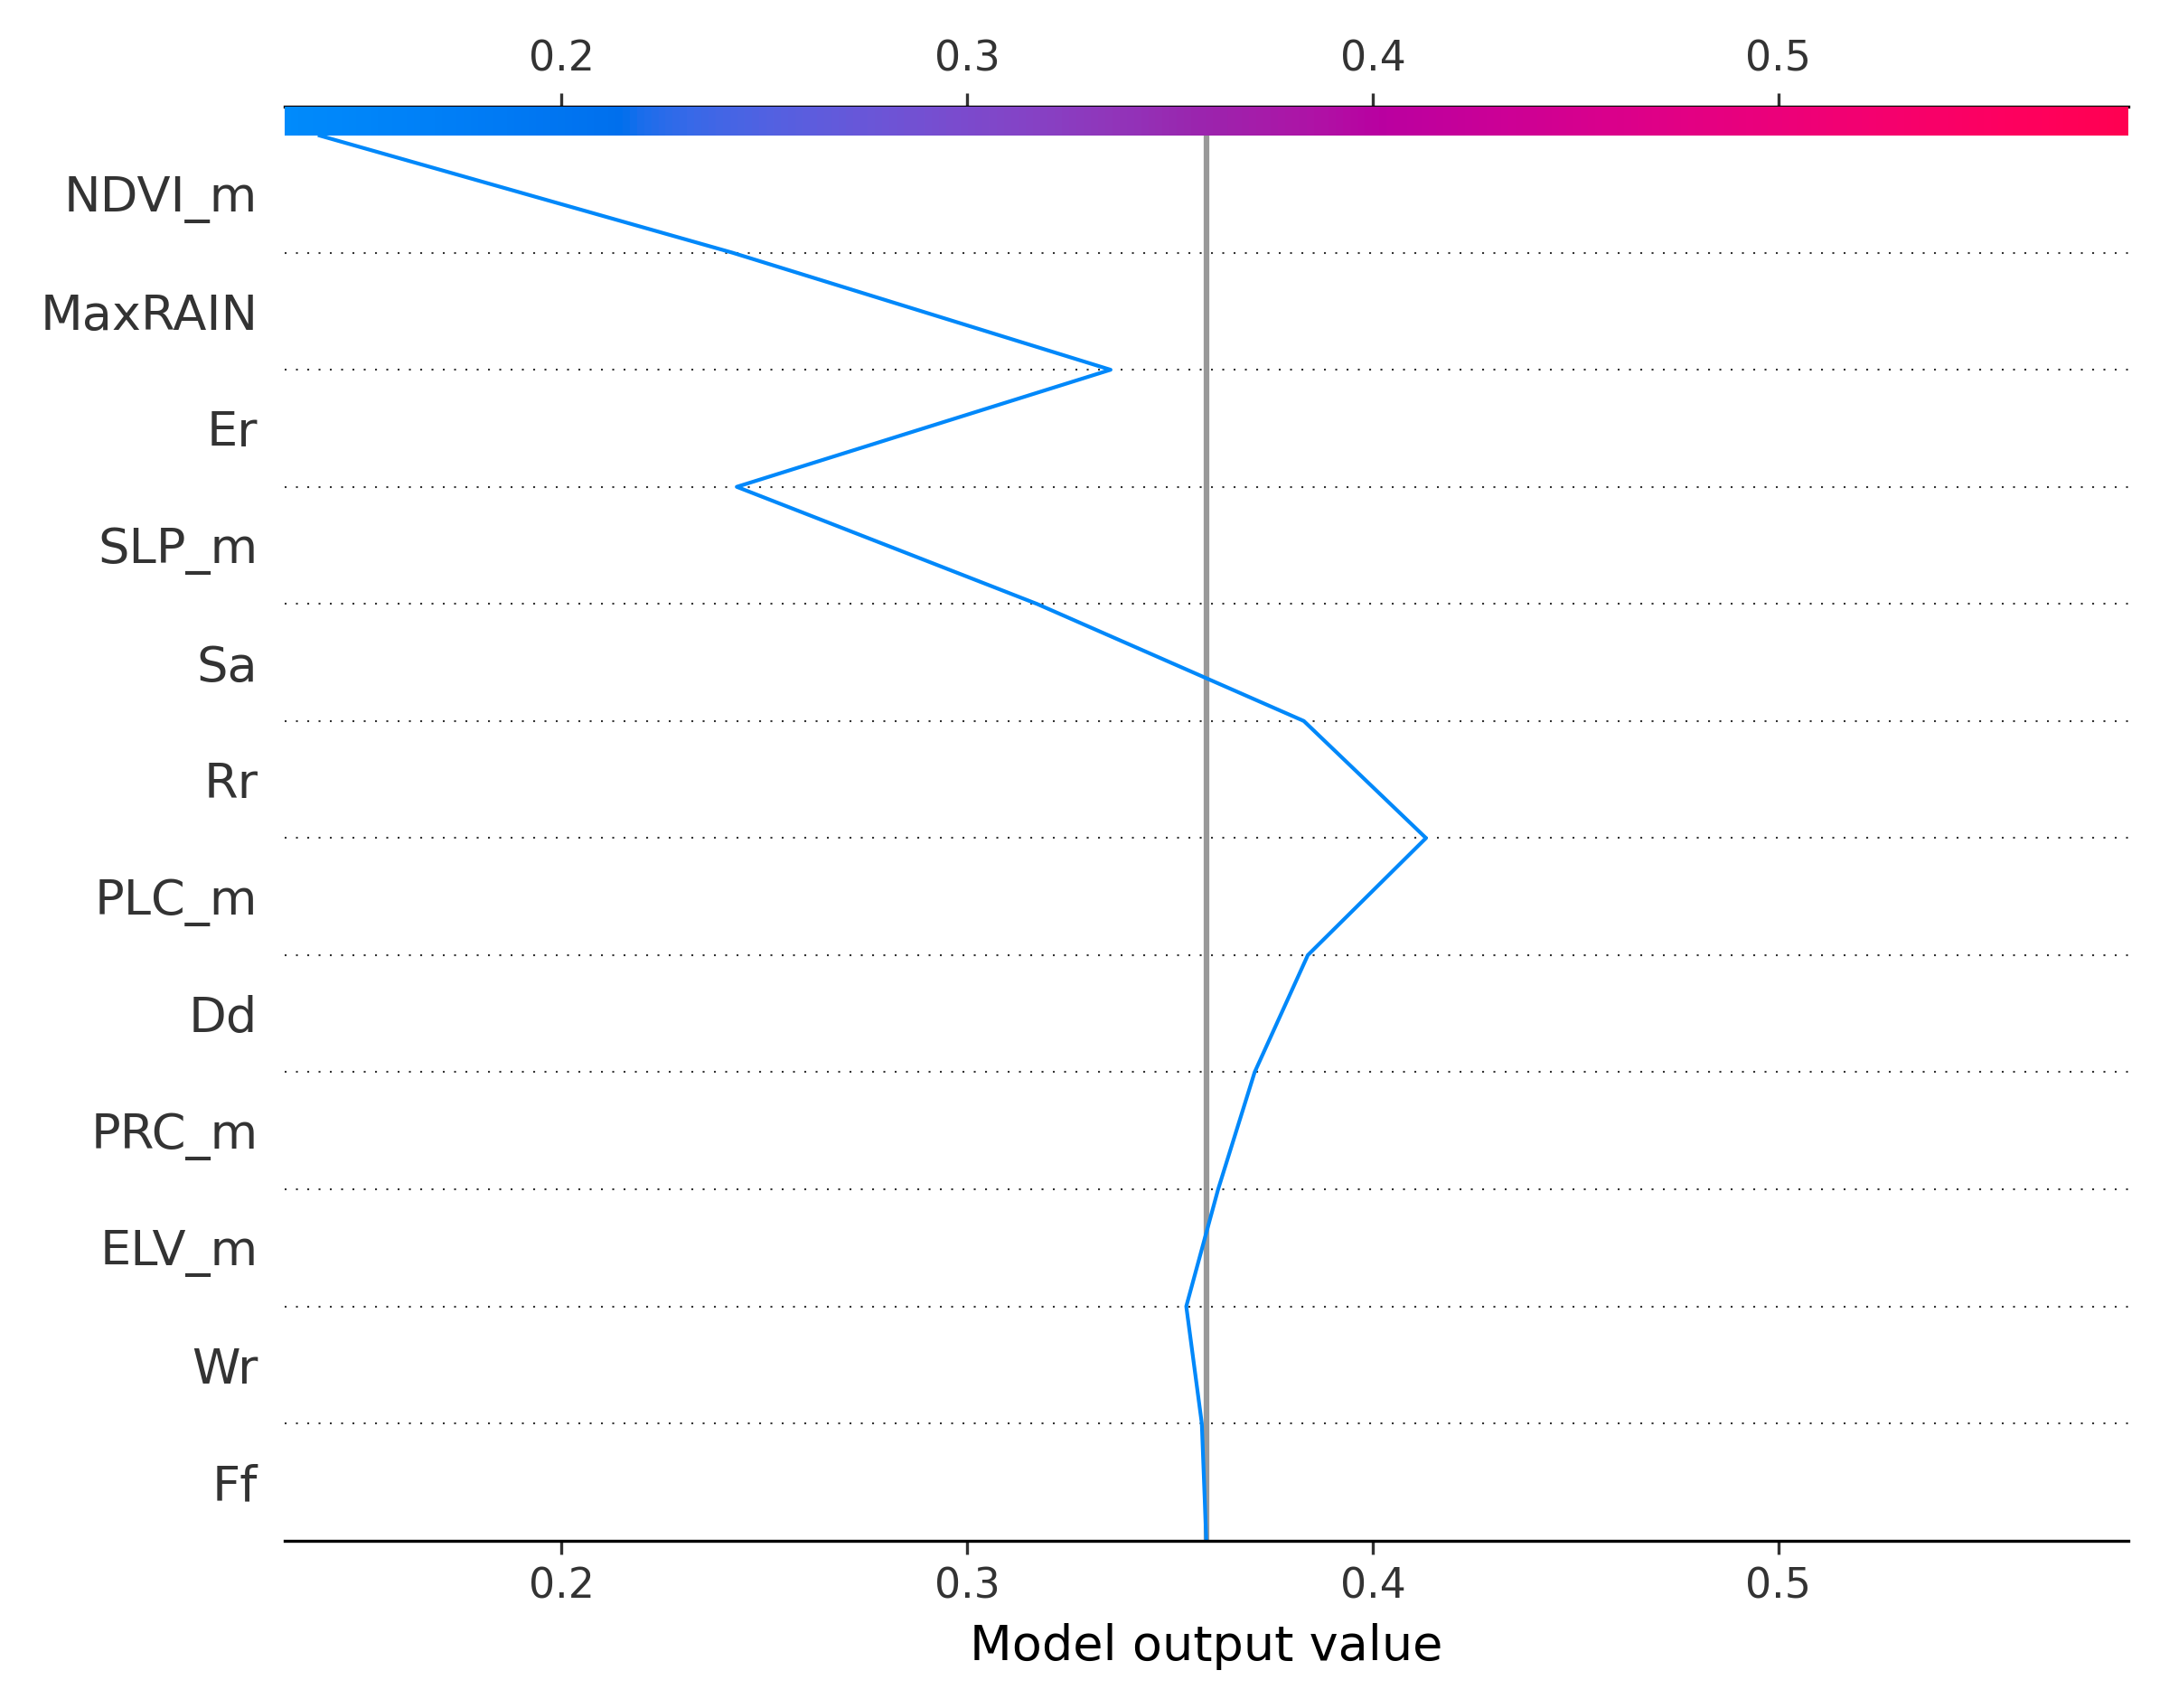 0.2 0.3 0.4 0.5
NDVI_m
MaxRAIN
Er
SLP_m
Sa
Rr
PLC_m
Dd
PRC_m
ELV_m
Wr
Ff
0.2 0.3 0.4 0.5
Model output value